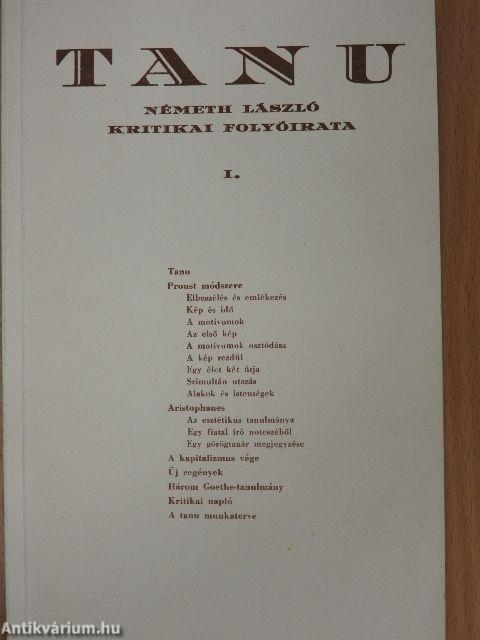 TANU
NÉMETH LÁSZLÓ
KRITIKAI FOLYÓIRATA
I.
Tanu
Proust módszere
Elbeszélés és emlékezés
Kép és idő
A motívumok
Az első kép
A motívumok osztódása
A kép rezdül
Egy élet két útja
Szimultán utazás
Alakok és istenségek
Aristophanes
Az esztétikus tanulmánya
Egy fiatal író noteszéből
Egy görögtanár megjegyzése
A kapitalizmus vége
Új regények
Három Goethe-tanulmány
Kritikai napló
A tanu munkaterve
Antikvárium.hu